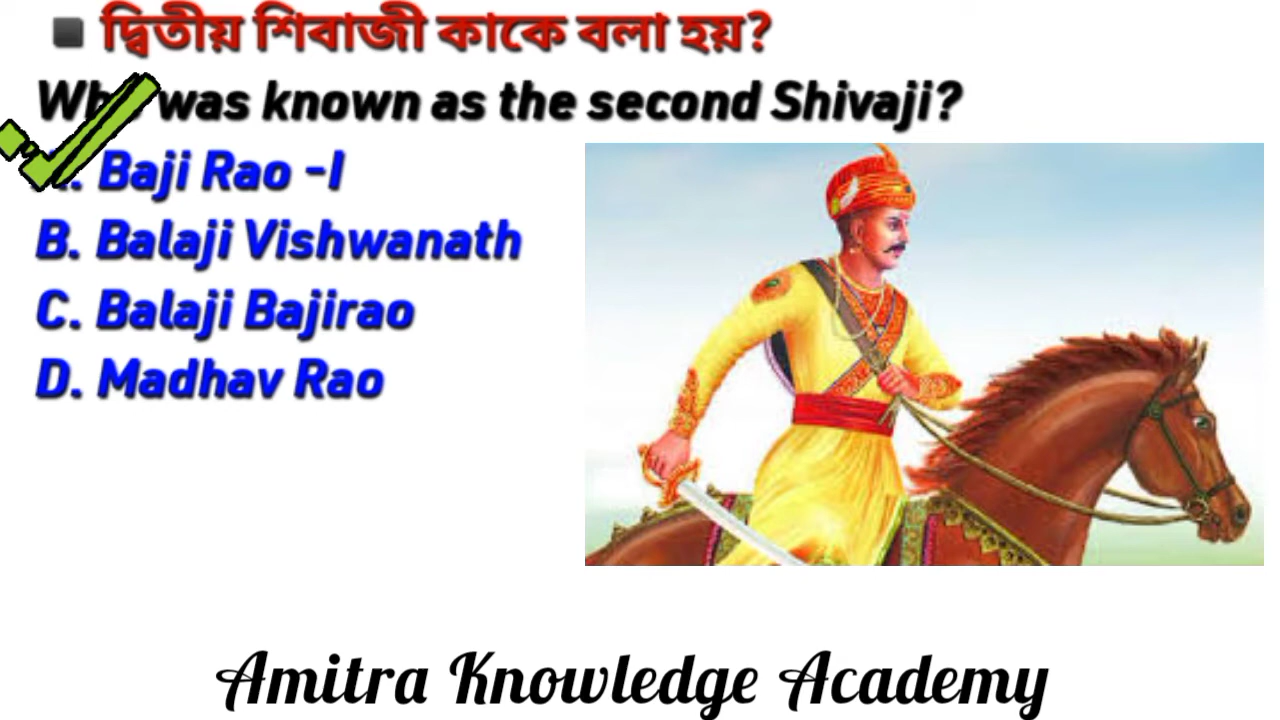 দ্বিতীয় শিবাজী কাকে বলা হয়?
Who was known as the second Shivaji?
A. Baji Rao -I
B. Balaji Vishwanath
C. Balaji Bajirao
D. Madhav Rao
Amitra Knowledge Academy